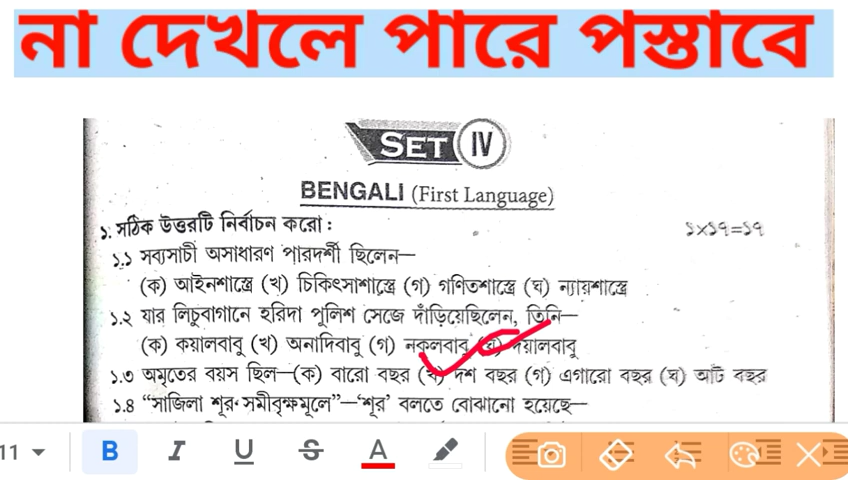 না দেখলে পারে পস্তাবে
SET IV
BENGALI (First Language)
১. সঠিক উত্তরটি নির্বাচন করো : ১×১৭=১৭
১.১ সব্যসাচী অসাধারণ পারদর্শী ছিলেন—
(ক) আইনশাস্ত্রে (খ) চিকিৎসাশাস্ত্রে (গ) গণিতশাস্ত্রে (ঘ) ন্যায়শাস্ত্রে
১.২ যার লিচুবাগানে হরিদা পুলিশ সেজে দাঁড়িয়েছিলেন, তিনি—
(ক) কয়ালবাবু (খ) অনাদিবাবু (গ) নকুলবাবু (ঘ) দয়ালবাবু
১.৩ অমৃতের বয়স ছিল—(ক) বারো বছর (খ) দশ বছর (গ) এগারো বছর (ঘ) আট বছর
১.৪ “সাজিলা শূর সমীবৃক্ষমূলে”—‘শূর’ বলতে বোঝানো হয়েছে—
11 B I U S A